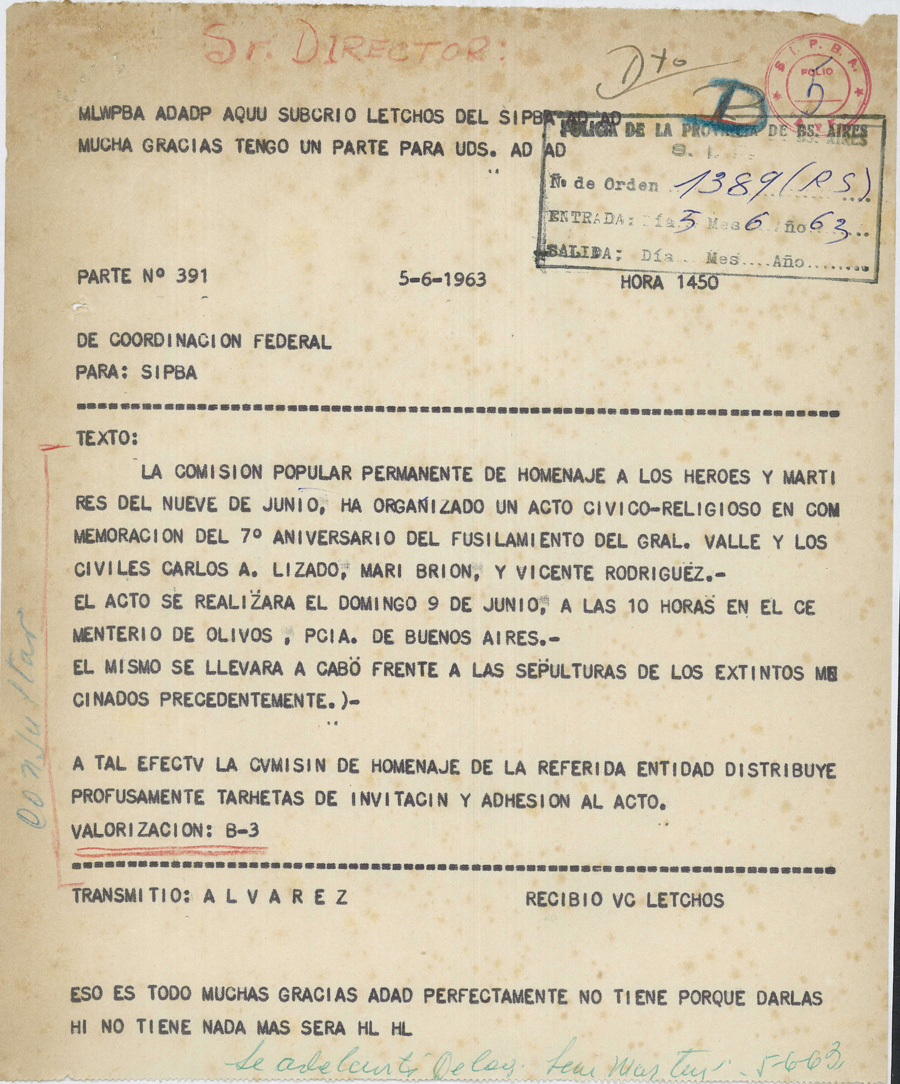 Sr. DIRECTOR:
Dto
D
S. I. P. B. A.
FOLIO
5
MLWPBA ADADP AQUU SUBCRIO LETCHOS DEL SIPBA AD AD
MUCHA GRACIAS TENGO UN PARTE PARA UDS. AD AD
POLICIA DE LA PROVINCIA DE BS. AIRES
S. I.
Nº de Orden 1389 (RS)
ENTRADA: Día 5 Mes 6 Año 63
SALIDA; Día... Mes.... Año........
PARTE Nº 391 5-6-1963 HORA 1450
DE COORDINACION FEDERAL
PARA: SIPBA
TEXTO:
LA COMISION POPULAR PERMANENTE DE HOMENAJE A LOS HEROES Y MARTI
RES DEL NUEVE DE JUNIO, HA ORGANIZADO UN ACTO CIVICO-RELIGIOSO EN COM
MEMORACION DEL 7º ANIVERSARIO DEL FUSILAMIENTO DEL GRAL. VALLE Y LOS
CIVILES CARLOS A. LIZADO, MARI BRION, Y VICENTE RODRIGUEZ.-
EL ACTO SE REALIZARA EL DOMINGO 9 DE JUNIO, A LAS 10 HORAS EN EL CE
MENTERIO DE OLIVOS , PCIA. DE BUENOS AIRES.-
EL MISMO SE LLEVARA A CABO FRENTE A LAS SEPULTURAS DE LOS EXTINTOS MN
CINADOS PRECEDENTEMENTE.)-
A TAL EFECTV LA CVMISIN DE HOMENAJE DE LA REFERIDA ENTIDAD DISTRIBUYE
PROFUSAMENTE TARHETAS DE INVITACIN Y ADHESION AL ACTO.
VALORIZACION: B-3
TRANSMITIO: A L V A R E Z RECIBIO VC LETCHOS
ESO ES TODO MUCHAS GRACIAS ADAD PERFECTAMENTE NO TIENE PORQUE DARLAS
HI NO TIENE NADA MAS SERA HL HL
Se adelantó 5-6-63